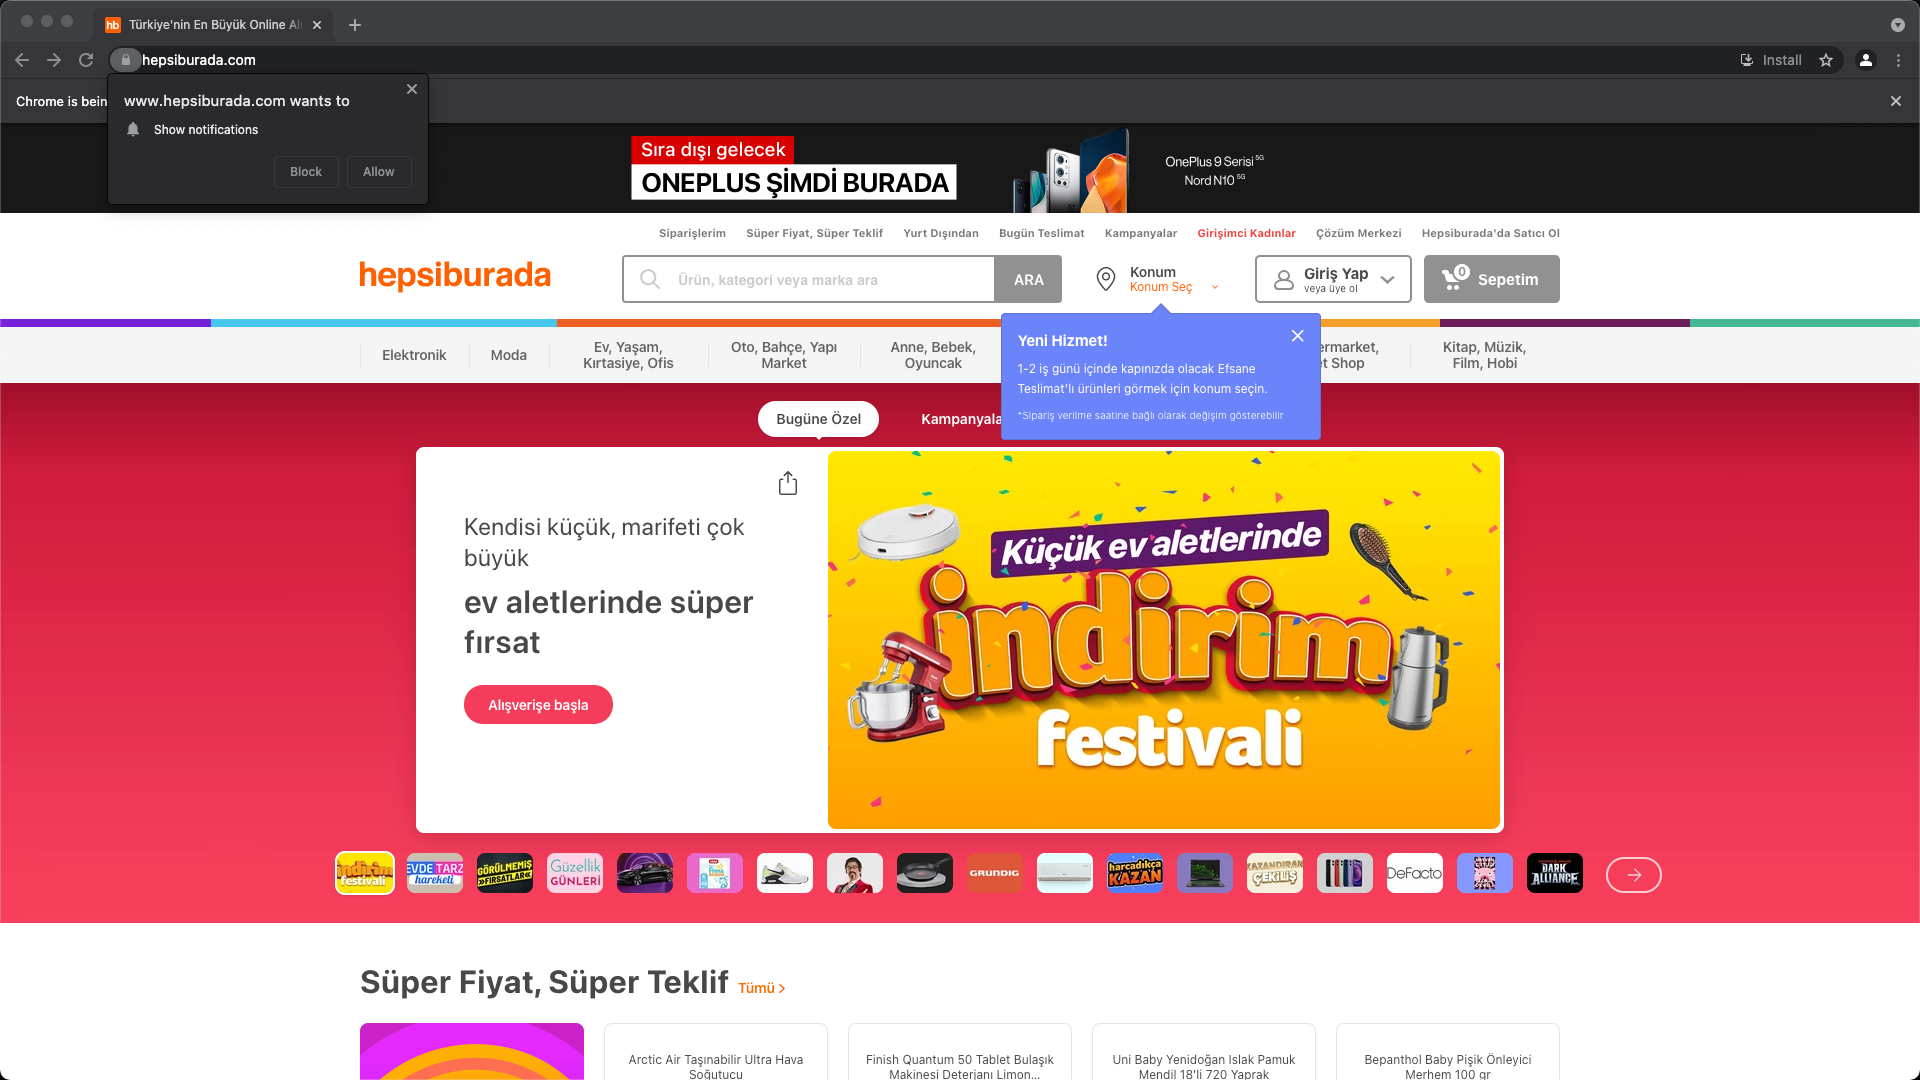 hb Türkiye'nin En Büyük Online Al
hepsiburada.com
Install
Chrome is bein
www.hepsiburada.com wants to
Show notifications
Block
Allow
Sıra dışı gelecek
ONEPLUS ŞİMDİ BURADA
OnePlus 9 Serisi 5G
Nord N10 5G
Siparişlerim
Süper Fiyat, Süper Teklif
Yurt Dışından
Bugün Teslimat
Kampanyalar
Girişimci Kadınlar
Çözüm Merkezi
Hepsiburada'da Satıcı Ol
hepsiburada
Ürün, kategori veya marka ara
ARA
Konum
Konum Seç
Giriş Yap
veya üye ol
0
Sepetim
Elektronik
Moda
Ev, Yaşam,
Kırtasiye, Ofis
Oto, Bahçe, Yapı
Market
Anne, Bebek,
Oyuncak
ermarket,
t Shop
Kitap, Müzik,
Film, Hobi
Yeni Hizmet!
1-2 iş günü içinde kapınızda olacak Efsane
Teslimat'lı ürünleri görmek için konum seçin.
*Sipariş verilme saatine bağlı olarak değişim gösterebilir
Bugüne Özel
Kampanyala
Kendisi küçük, marifeti çok
büyük
ev aletlerinde süper
fırsat
Alışverişe başla
Küçük ev aletlerinde
indirim
festivali
indirim
festivali
EVDE TARZ
hareketi
GÖRÜLMEMİŞ
FIRSATLAR
Güzellik
GÜNLERİ
GRUNDIG
harcadıkça
KAZAN
KAZANDIRAN
ÇEKİLİŞ
DeFacto
DARK
ALLIANCE
Süper Fiyat, Süper Teklif
Tümü >
Arctic Air Taşınabilir Ultra Hava
Soğutucu
Finish Quantum 50 Tablet Bulaşık
Makinesi Deterjanı Limon...
Uni Baby Yenidoğan Islak Pamuk
Mendil 18'li 720 Yaprak
Bepanthol Baby Pişik Önleyici
Merhem 100 gr